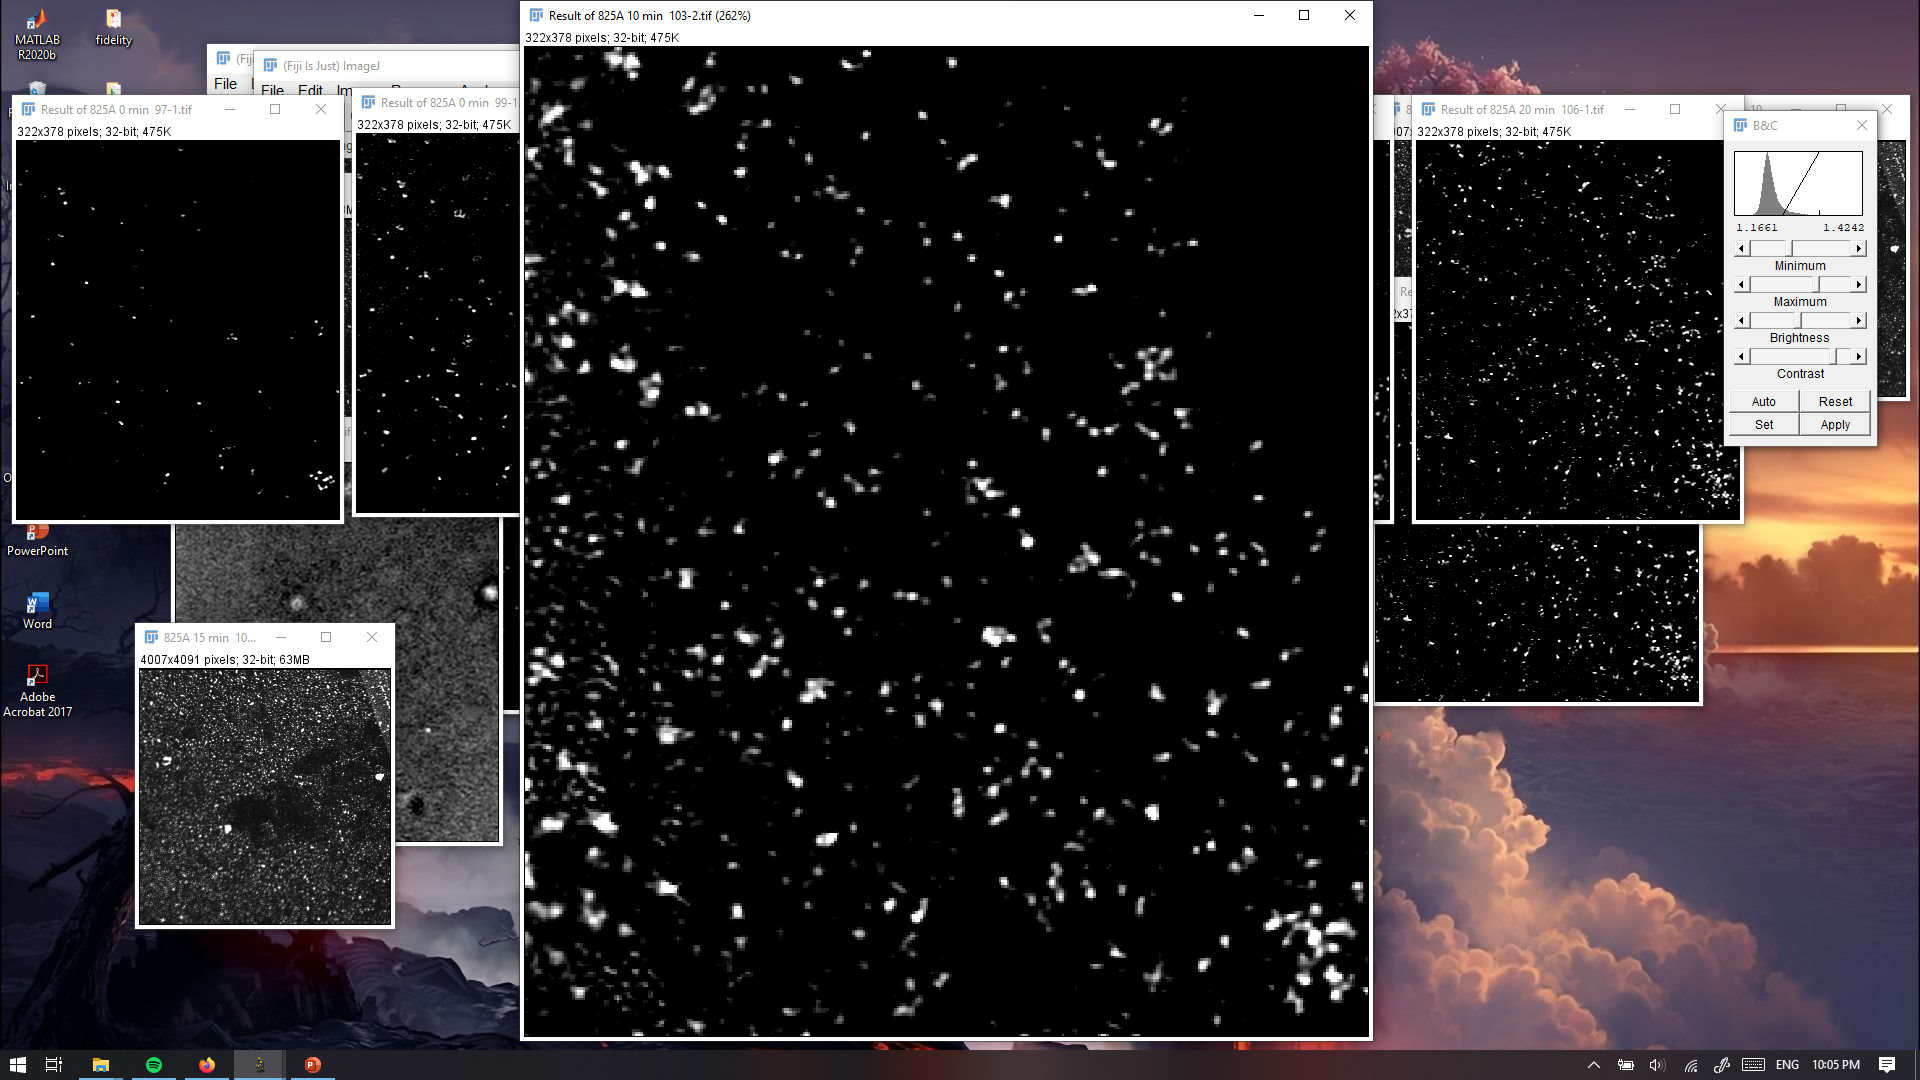 MATLAB
R2020b
fidelity
(Fiji Is Just) ImageJ
File
File Edit
Result of 825A 0 min 97-1.tif
322x378 pixels; 32-bit; 475K
Result of 825A 0 min 99-1
322x378 pixels; 32-bit; 475K
Result of 825A 10 min 103-2.tif (262%)
322x378 pixels; 32-bit; 475K
Result of 825A 20 min 106-1.tif
322x378 pixels; 32-bit; 475K
B&C
1.1661 1.4242
Minimum
Maximum
Brightness
Contrast
Auto Reset
Set Apply
PowerPoint
Word
Adobe
Acrobat 2017
825A 15 min 10...
4007x4091 pixels; 32-bit; 63MB
ENG 10:05 PM